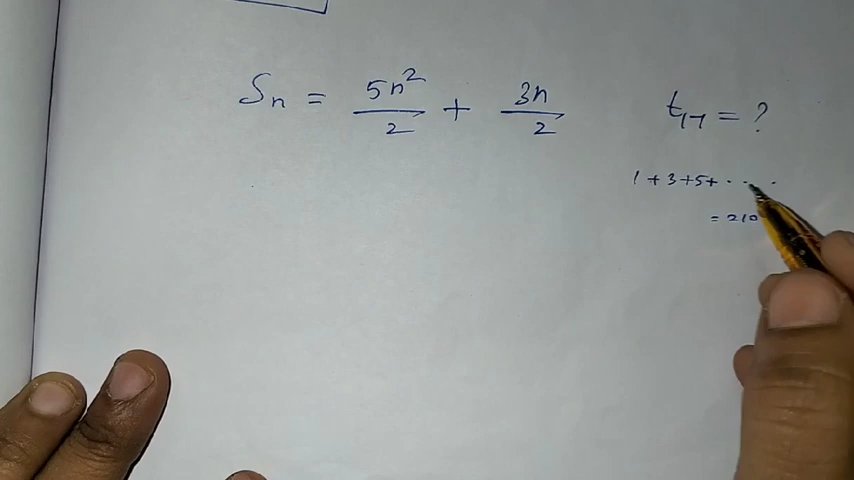 Sn = 5n²/2 + 3n/2 t17 = ?
1 + 3 + 5 + .....
= 210